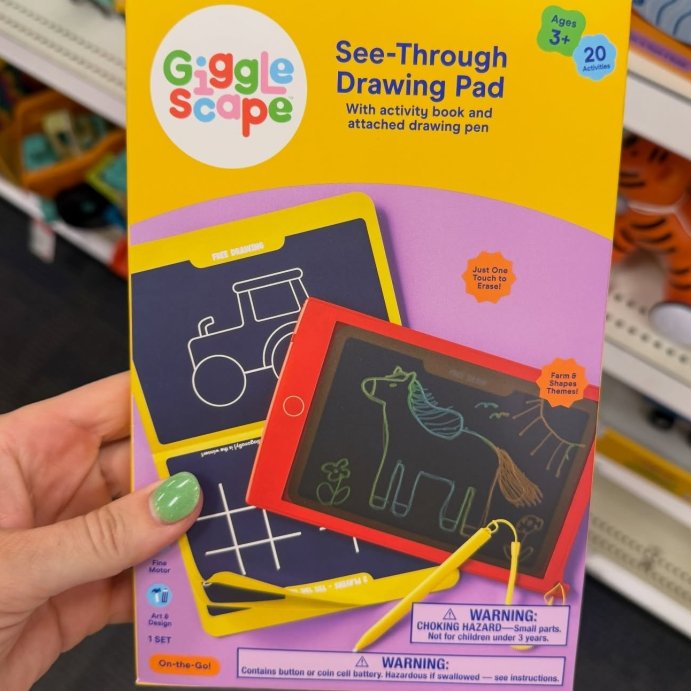 Giggle
scape™
See-Through
Drawing Pad
With activity book and
attached drawing pen
Ages
3+
20
Activities
FREE DRAWING
Just One
Touch to
Erase!
Farm &
Shapes
Themes!
Fine
Motor
Art &
Design
1 SET
On-the-Go!
⚠ WARNING:
CHOKING HAZARD—Small parts.
Not for children under 3 years.
⚠ WARNING:
Contains button or coin cell battery. Hazardous if swallowed — see instructions.